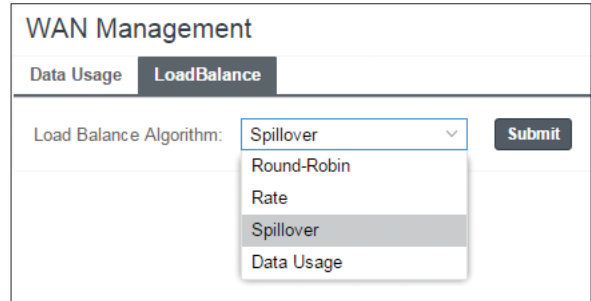 WAN Management
Data Usage LoadBalance
Load Balance Algorithm: Spillover Submit
Round-Robin
Rate
Spillover
Data Usage